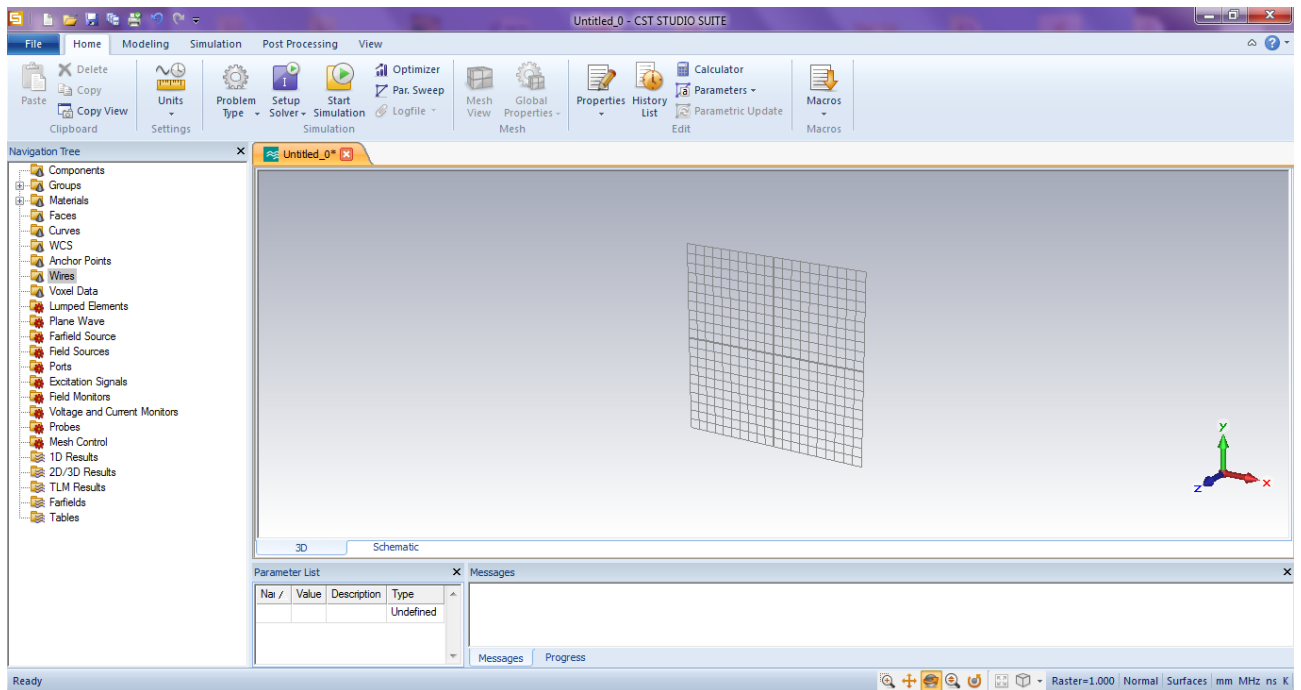 Untitled_0 - CST STUDIO SUITE
File Home Modeling Simulation Post Processing View
Paste
Delete
Copy
Copy View
Clipboard
Units
Settings
Problem Type
Setup Solver
Start Simulation
Optimizer
Par. Sweep
Logfile
Simulation
Mesh View
Global Properties
Mesh
Properties
History List
Calculator
Parameters
Parametric Update
Edit
Macros
Macros
Navigation Tree
Components
Groups
Materials
Faces
Curves
WCS
Anchor Points
Wires
Voxel Data
Lumped Elements
Plane Wave
Farfield Source
Field Sources
Ports
Excitation Signals
Field Monitors
Voltage and Current Monitors
Probes
Mesh Control
1D Results
2D/3D Results
TLM Results
Farfields
Tables
Untitled_0*
y
x
z
3D Schematic
Parameter List
Nai / Value Description Type
Undefined
Messages
Messages Progress
Ready
Raster=1.000 Normal Surfaces mm MHz ns K